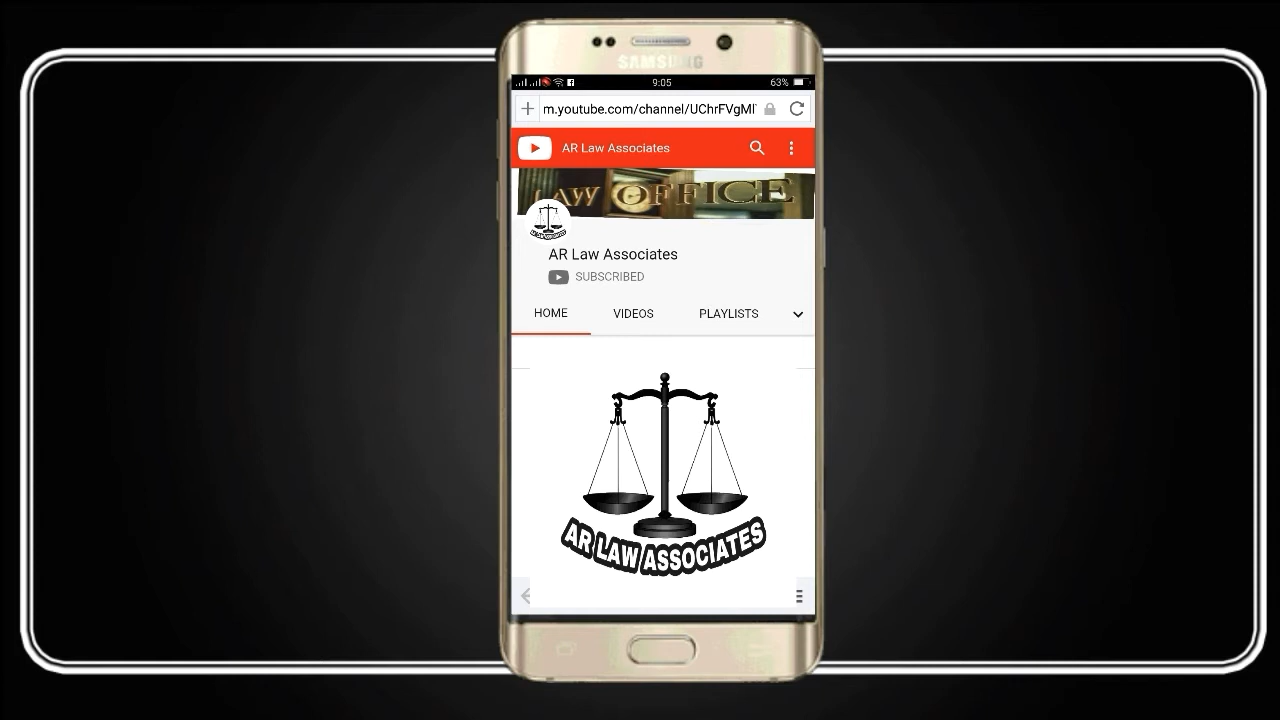 SAMSUNG
9:05
63%
m.youtube.com/channel/UChrFVgMI
AR Law Associates
LAW OFFICE
AR Law Associates
SUBSCRIBED
HOME VIDEOS PLAYLISTS
AR LAW ASSOCIATES